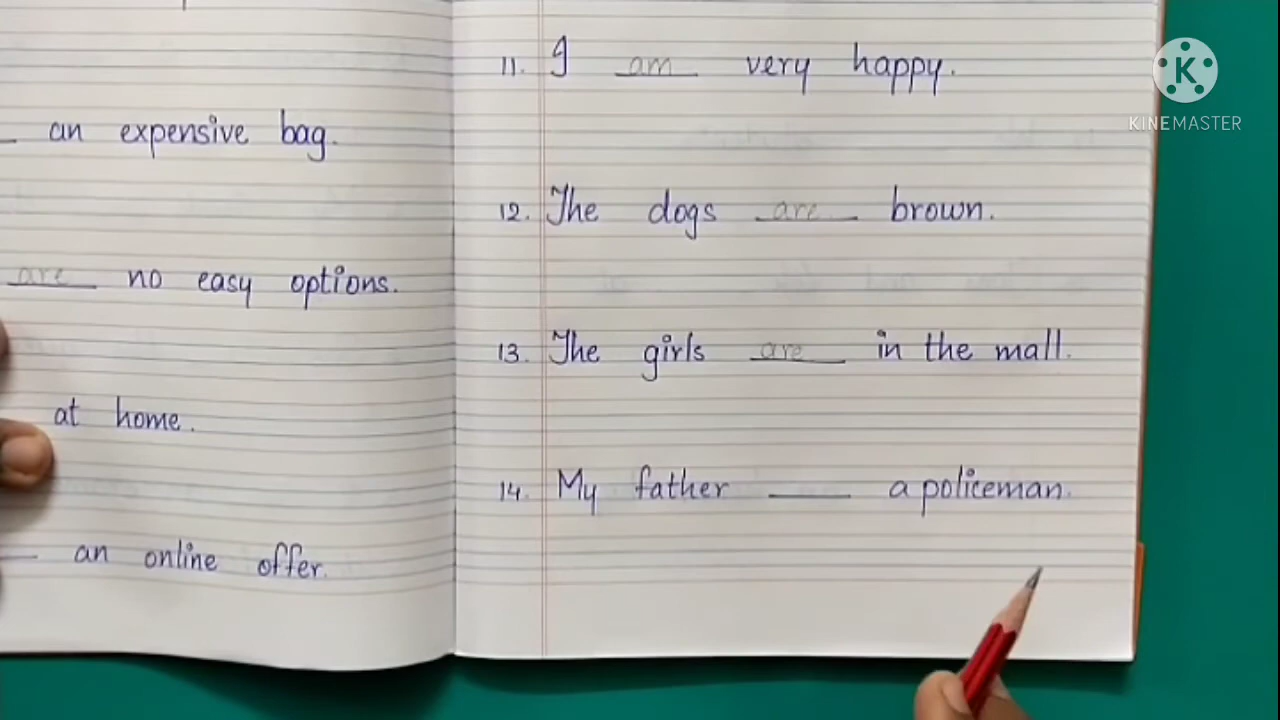 an expensive bag.
are no easy options.
at home.
an online offer.
11. I am very happy.
12. The dogs are brown.
13. The girls are in the mall.
14. My father ____ a policeman.
K
KINEMASTER